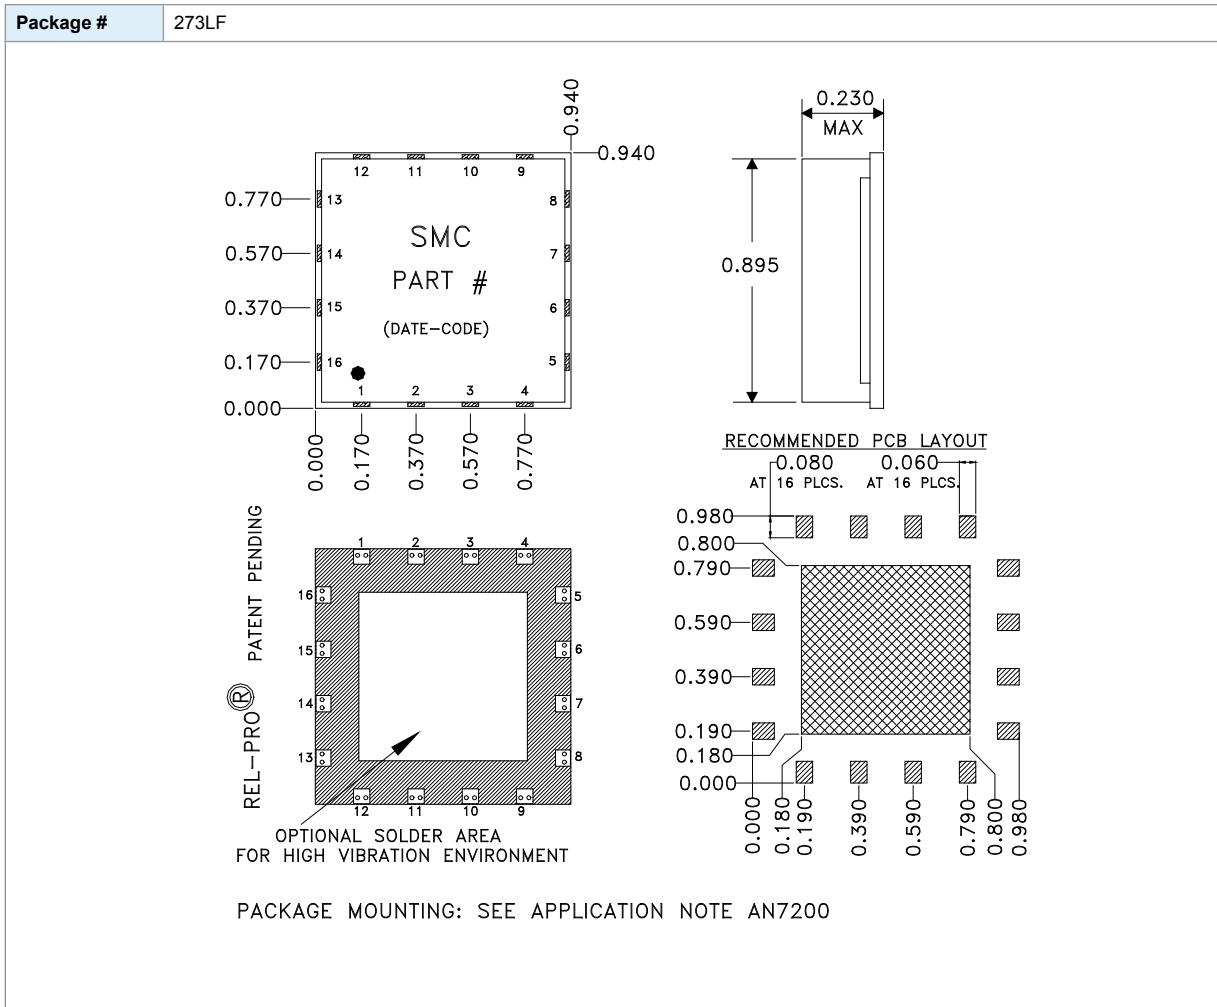 Package # 273LF
0.940
0.940
12 11 10 9
0.770
13
8
0.570
14
7
0.370
15
6
0.170
16
5
0.000
SMC
PART #
(DATE-CODE)
1 2 3 4
0.000 0.170 0.370 0.570 0.770
0.230
MAX
0.895
PATENT PENDING
REL-PRO®
1 2 3 4
16
5
15
6
14
7
13
8
12 11 10 9
OPTIONAL SOLDER AREA
FOR HIGH VIBRATION ENVIRONMENT
RECOMMENDED PCB LAYOUT
0.080
AT 16 PLCS.
0.060
AT 16 PLCS.
0.980
0.800
0.790
0.590
0.390
0.190
0.180
0.000
0.000 0.180 0.190 0.390 0.590 0.790 0.800 0.980
PACKAGE MOUNTING: SEE APPLICATION NOTE AN7200